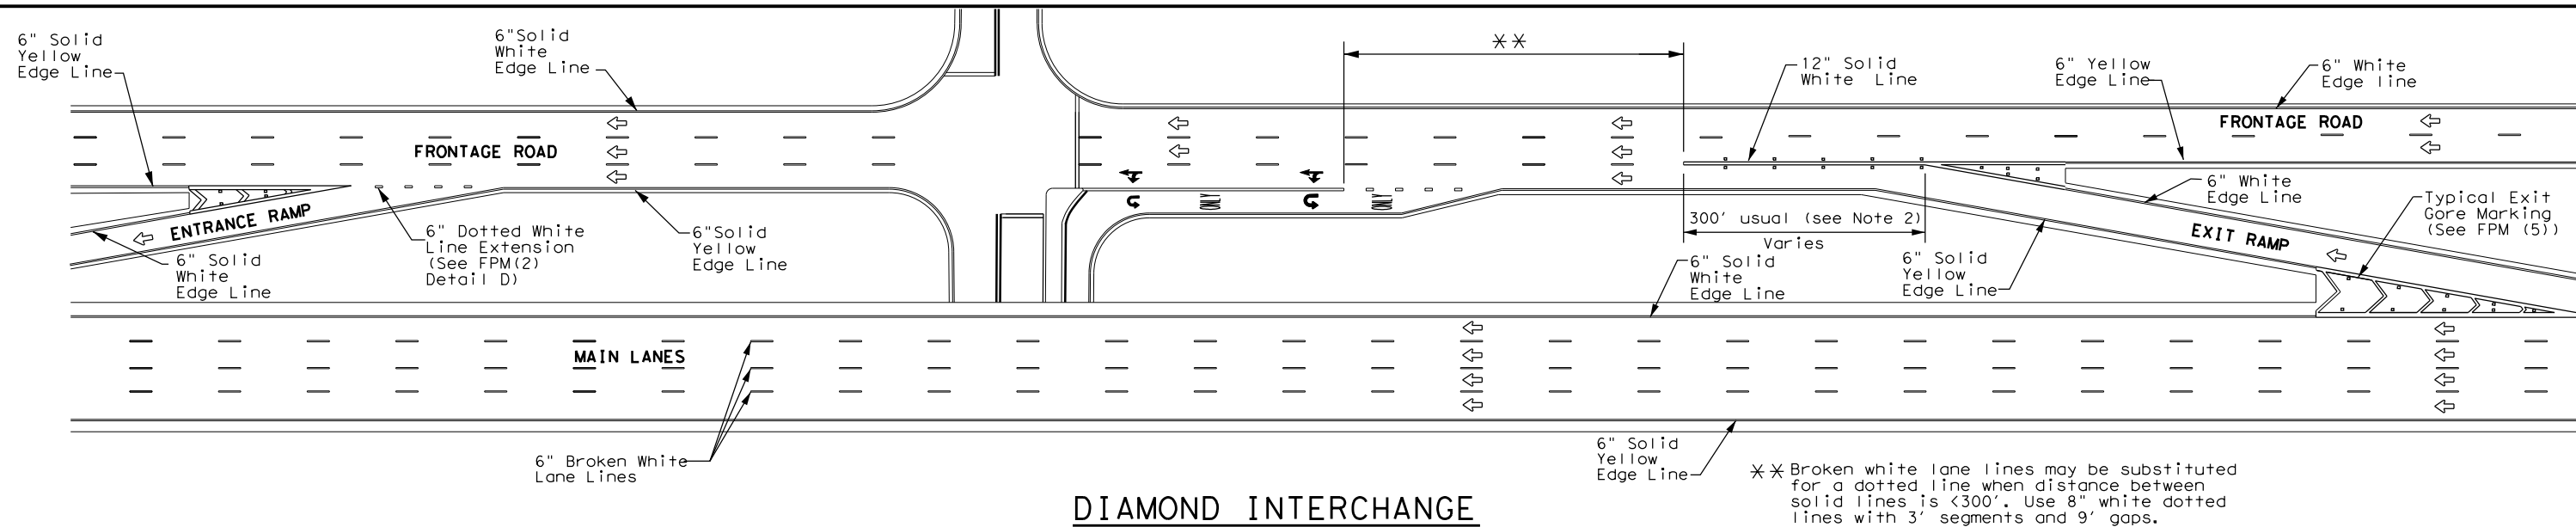 6" Solid
Yellow
Edge Line
6"Solid
White
Edge Line
**
12" Solid
White Line
6" Yellow
Edge Line
6" White
Edge line
FRONTAGE ROAD
FRONTAGE ROAD
ENTRANCE RAMP
6" Solid
White
Edge Line
6" Dotted White
Line Extension
(See FPM(2)
Detail D)
6"Solid
Yellow
Edge Line
ONLY
ONLY
300' usual (see Note 2)
Varies
6" Solid
White
Edge Line
6" Solid
Yellow
Edge Line
6" White
Edge Line
EXIT RAMP
Typical Exit
Gore Marking
(See FPM (5))
MAIN LANES
6" Broken White
Lane Lines
6" Solid
Yellow
Edge Line
** Broken white lane lines may be substituted
for a dotted line when distance between
solid lines is <300'. Use 8" white dotted
lines with 3' segments and 9' gaps.
DIAMOND INTERCHANGE